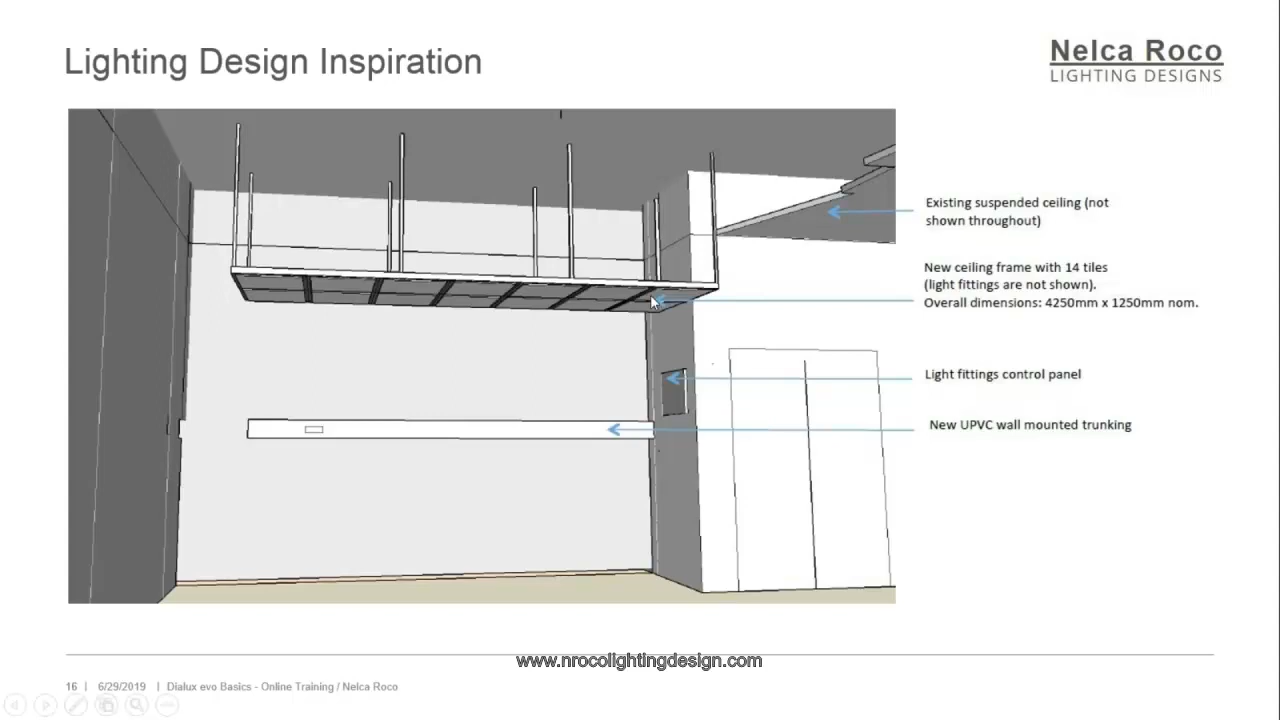 Lighting Design Inspiration
Nelca Roco
LIGHTING DESIGNS
Existing suspended ceiling (not
shown throughout)
New ceiling frame with 14 tiles
(light fittings are not shown).
Overall dimensions: 4250mm x 1250mm nom.
Light fittings control panel
New UPVC wall mounted trunking
www.nrocolightingdesign.com
16 | 6/29/2019 | Dialux evo Basics - Online Training / Nelca Roco